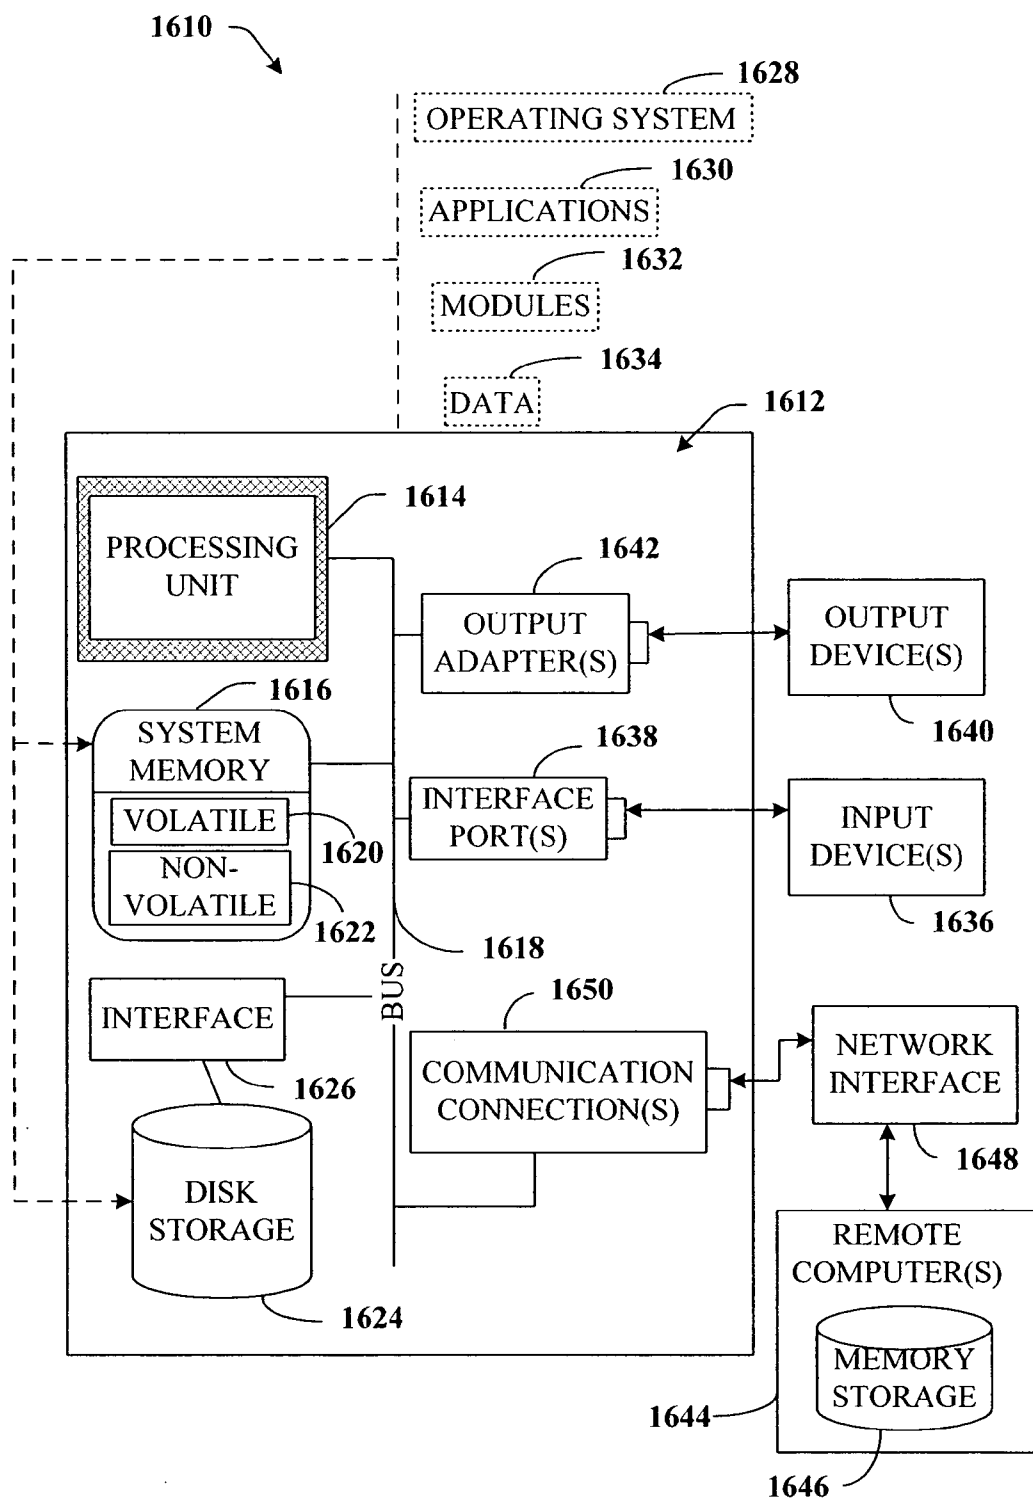 1610
1628
OPERATING SYSTEM
1630
APPLICATIONS
1632
MODULES
1634
DATA
1612
1614
PROCESSING
UNIT
1642
OUTPUT
ADAPTER(S)
OUTPUT
DEVICE(S)
1640
1616
SYSTEM
MEMORY
VOLATILE
1620
NON-
VOLATILE
1622
1638
INTERFACE
PORT(S)
INPUT
DEVICE(S)
1636
1618
BUS
INTERFACE
1626
1650
COMMUNICATION
CONNECTION(S)
NETWORK
INTERFACE
1648
DISK
STORAGE
1624
REMOTE
COMPUTER(S)
MEMORY
STORAGE
1644
1646